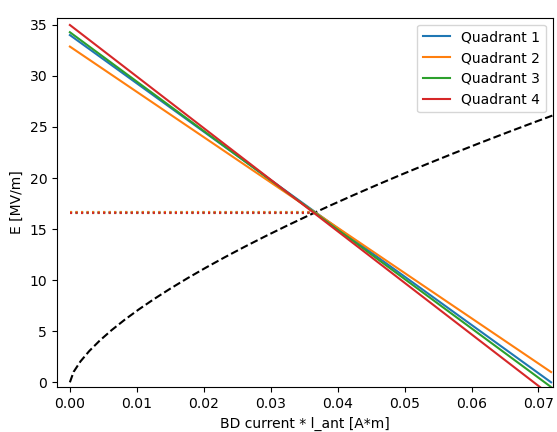 35
30
25
20
15
10
5
0
E [MV/m]
Quadrant 1
Quadrant 2
Quadrant 3
Quadrant 4
0.00 0.01 0.02 0.03 0.04 0.05 0.06 0.07
BD current * l_ant [A*m]